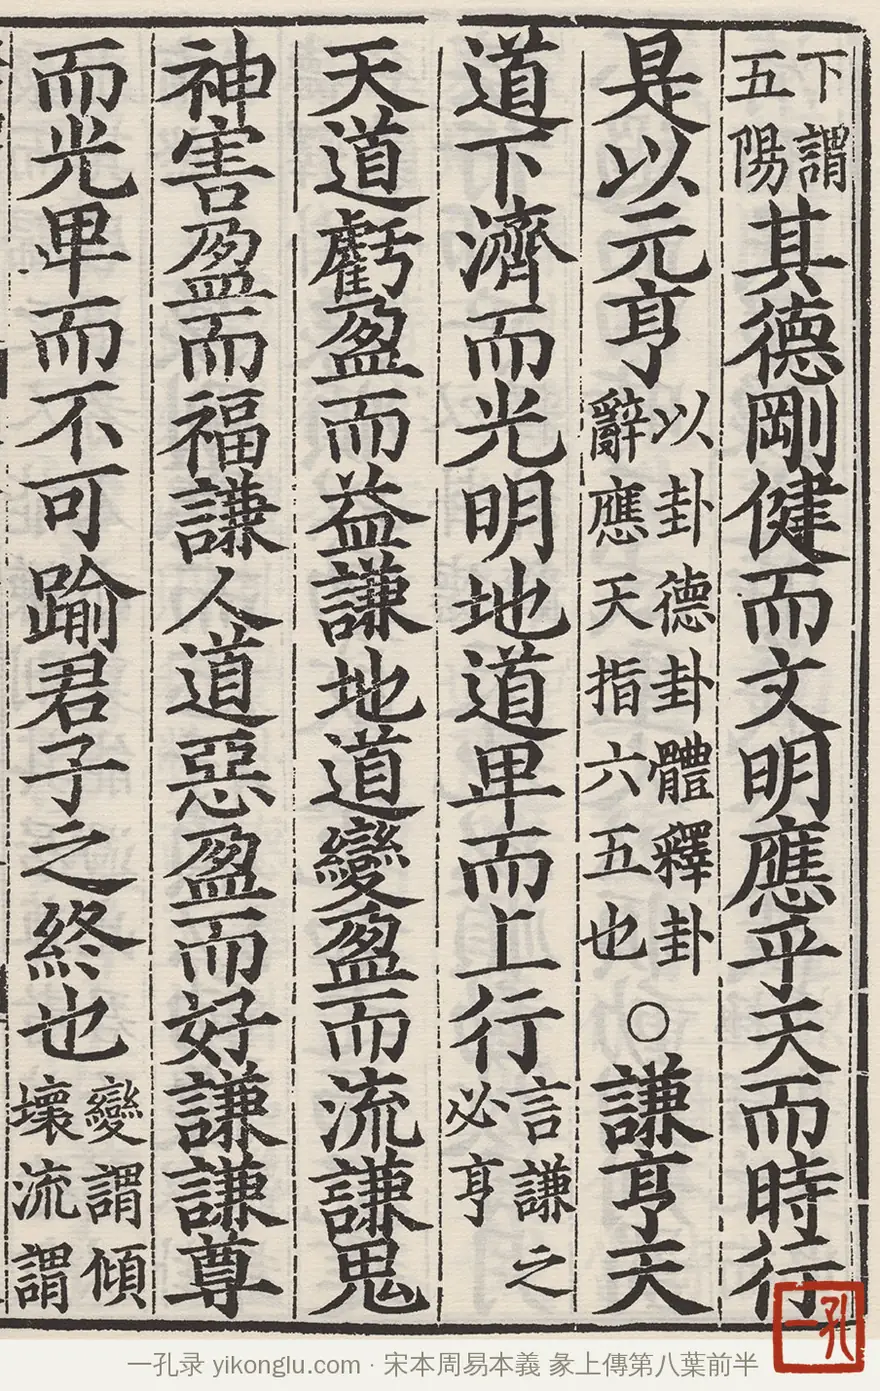 下謂五陽其德剛健而文明應乎天而時行
是以元亨以卦德卦體釋卦辭應天指六五也○謙亨天
道下濟而光明地道卑而上行言謙之必亨
天道虧盈而益謙地道變盈而流謙鬼
神害盈而福謙人道惡盈而好謙謙尊
而光卑而不可踰君子之終也變謂傾壞流謂
一孔
一孔录 yikonglu.com · 宋本周易本義 彖上傳第八葉前半